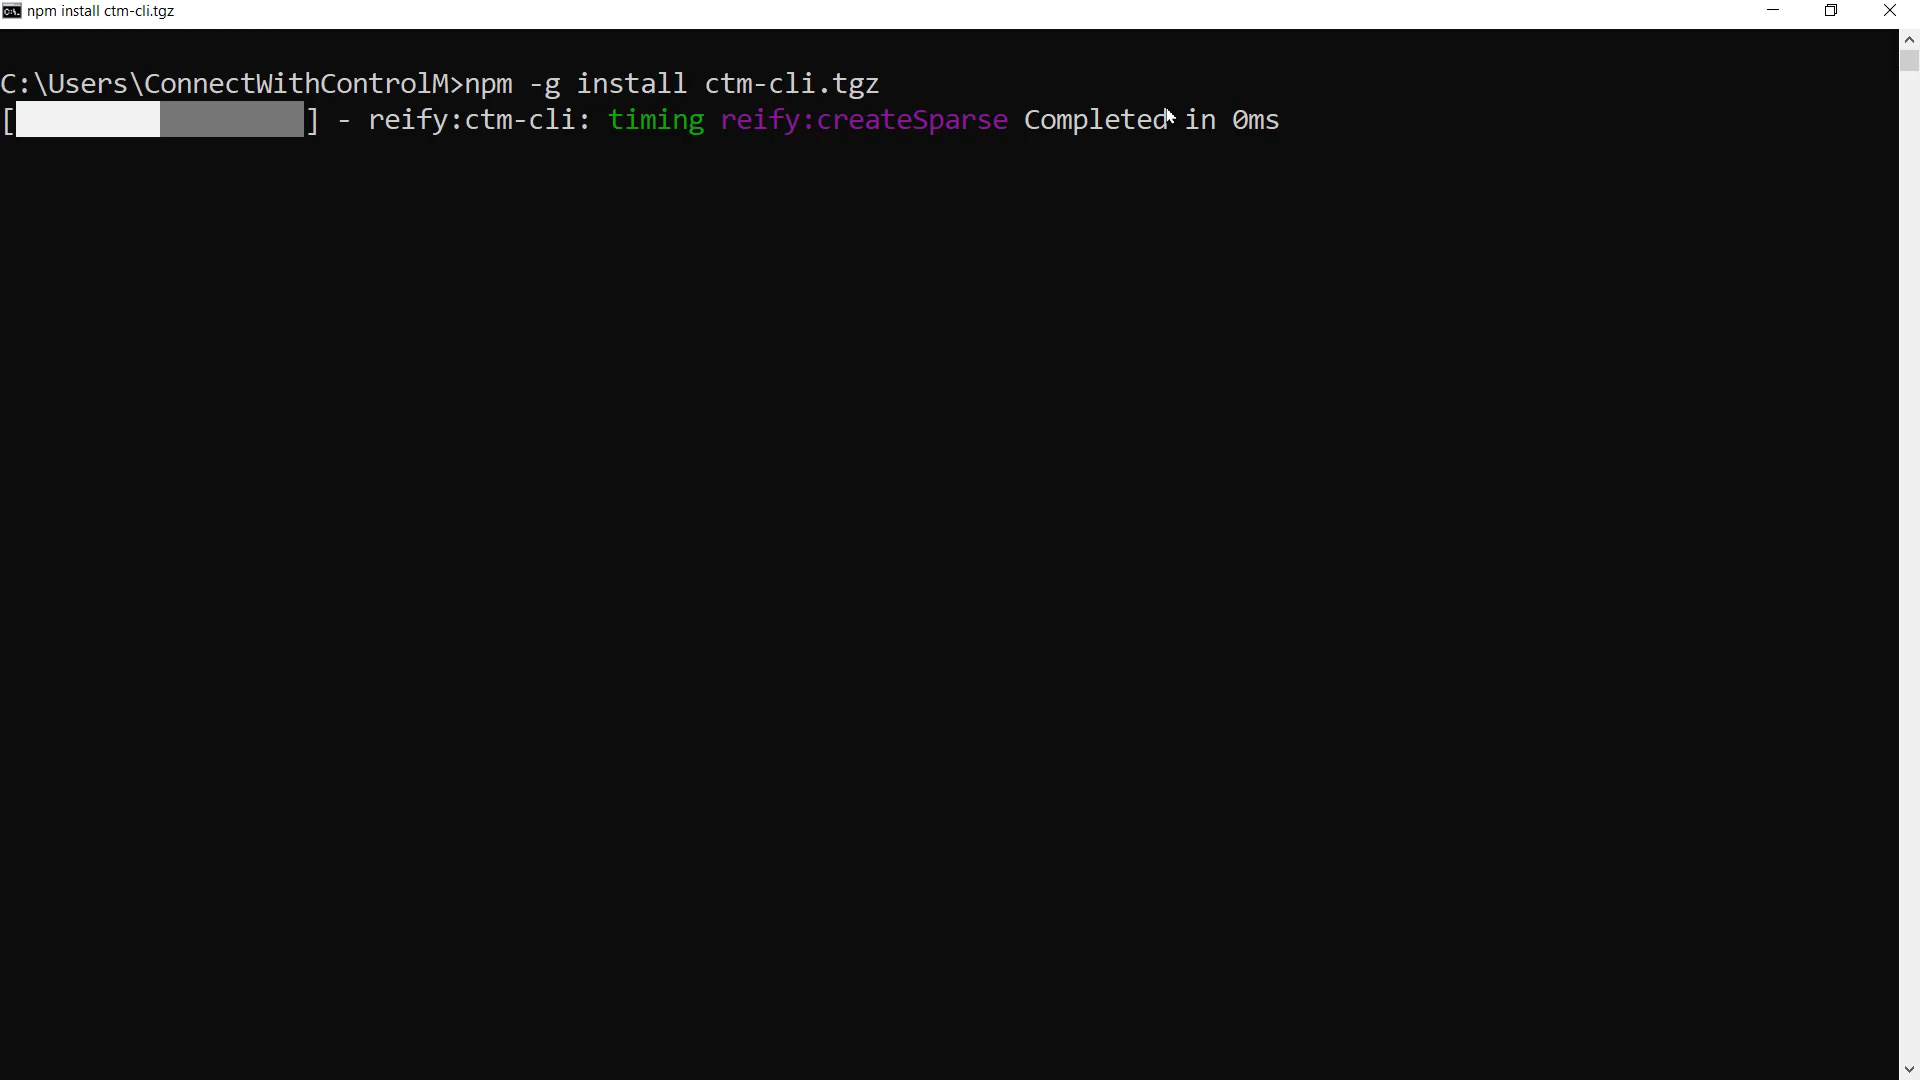 npm install ctm-cli.tgz
C:\Users\ConnectWithControlM>npm -g install ctm-cli.tgz
[ ] - reify:ctm-cli: timing reify:createSparse Completed in 0ms